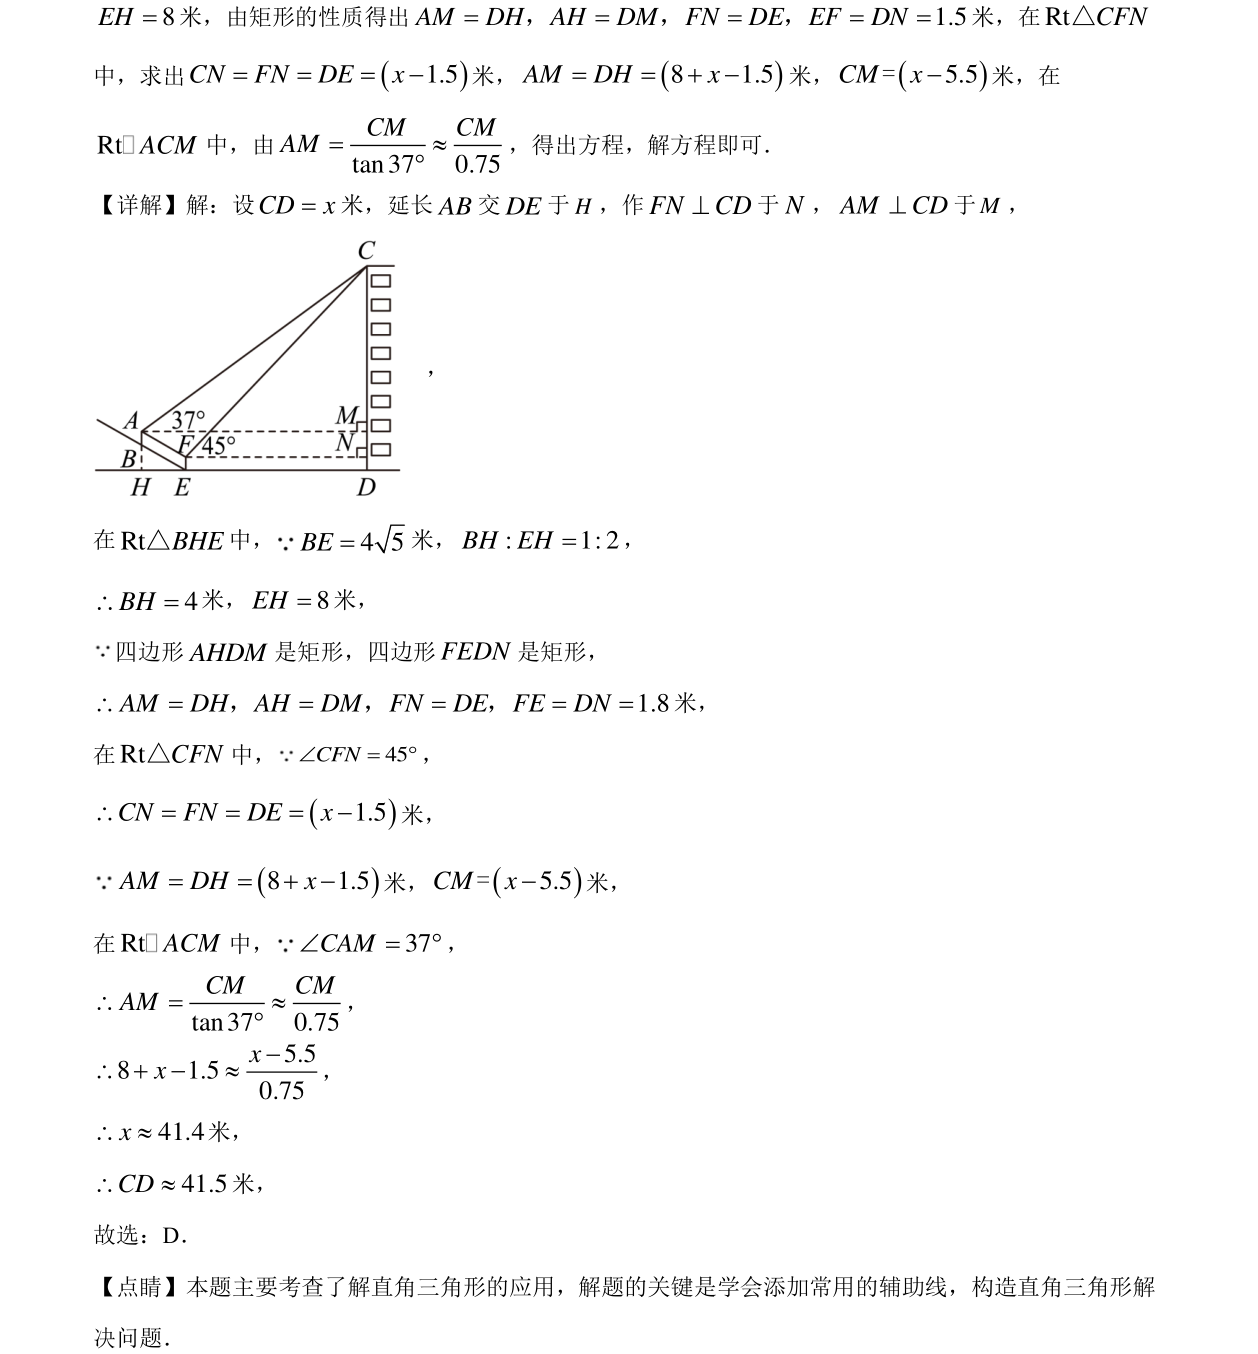 EH = 8米，由矩形的性质得出 AM = DH，AH = DM，FN = DE，EF = DN = 1.5米，在 Rt△CFN
中，求出 CN = FN = DE = (x−1.5)米，AM = DH = (8+x−1.5)米，CM=(x−5.5)米，在
Rt□ACM 中，由 AM = CM/tan37° ≈ CM/0.75，得出方程，解方程即可．
【详解】解：设CD = x 米，延长 AB 交 DE 于 H，作 FN ⊥ CD 于 N，AM ⊥ CD 于 M，
C
A 37° M
F 45° N
B
H E D
，
在 Rt△BHE 中，∵ BE = 4√5 米，BH : EH = 1 : 2，
∴ BH = 4米，EH = 8米，
∵四边形 AHDM 是矩形，四边形 FEDN 是矩形，
∴ AM = DH，AH = DM，FN = DE，FE = DN = 1.8米，
在 Rt△CFN 中，∵ ∠CFN = 45°，
∴ CN = FN = DE = (x−1.5)米，
∵ AM = DH = (8+x−1.5)米，CM=(x−5.5)米，
在 Rt□ACM 中，∵ ∠CAM = 37°，
∴ AM = CM/tan37° ≈ CM/0.75，
∴ 8+x−1.5 ≈ (x−5.5)/0.75，
∴ x ≈ 41.4米，
∴ CD ≈ 41.5米，
故选：D．
【点睛】本题主要考查了解直角三角形的应用，解题的关键是学会添加常用的辅助线，构造直角三角形解
决问题．